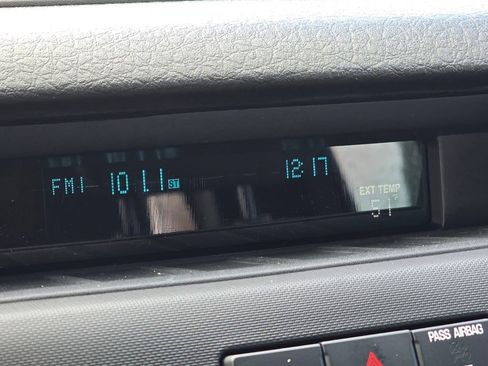 FM1 101.1 ST 12:17
EXT TEMP
51°F
PASS AIRBAG